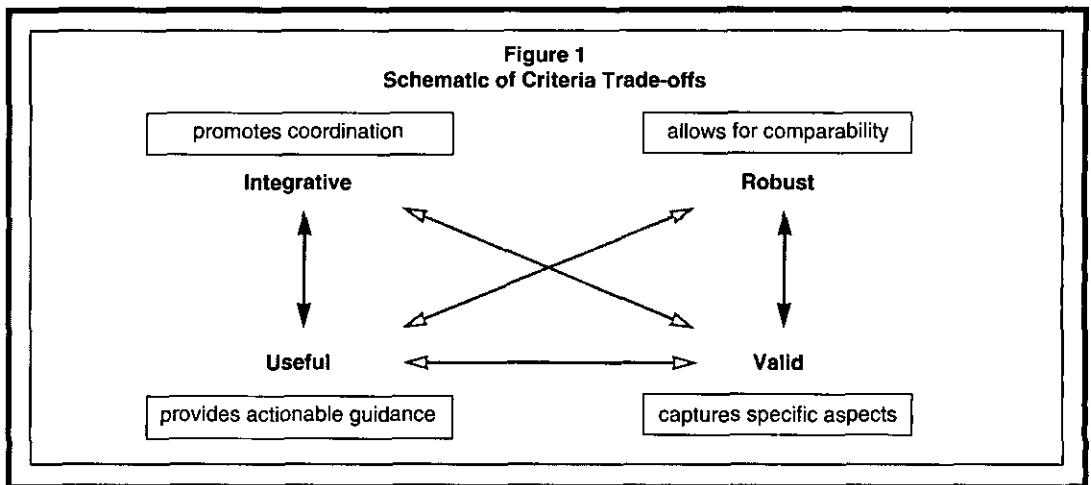 Figure 1
Schematic of Criteria Trade-offs
promotes coordination
allows for comparability
Integrative
Robust
Useful
Valid
provides actionable guidance
captures specific aspects